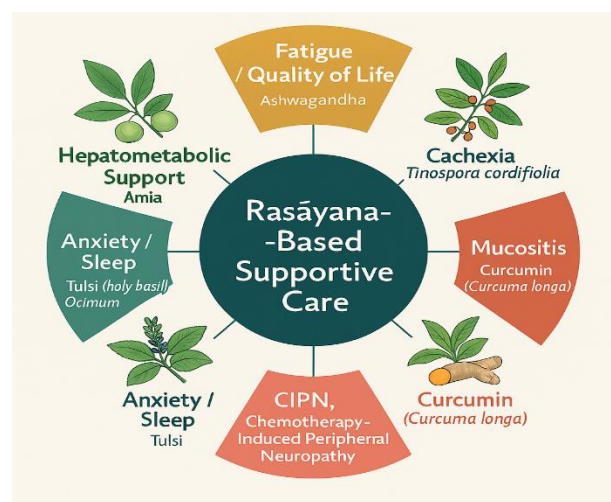 Fatigue
/ Quality of Life
Ashwagandha
Hepatometabolic
Support
Amia
Cachexia
Tinospora cordifiolia
Rasáyana-
-Based
Supportive
Care
Anxiety /
Sleep
Tulsi (holy basil)
Ocimum
Mucositis
Curcumin
(Curcuma longa)
Anxiety /
Sleep
Tulsi
CIPN,
Chemotherapy-
Induced Peripherral
Neuropathy
Curcumin
(Curcuma longa)